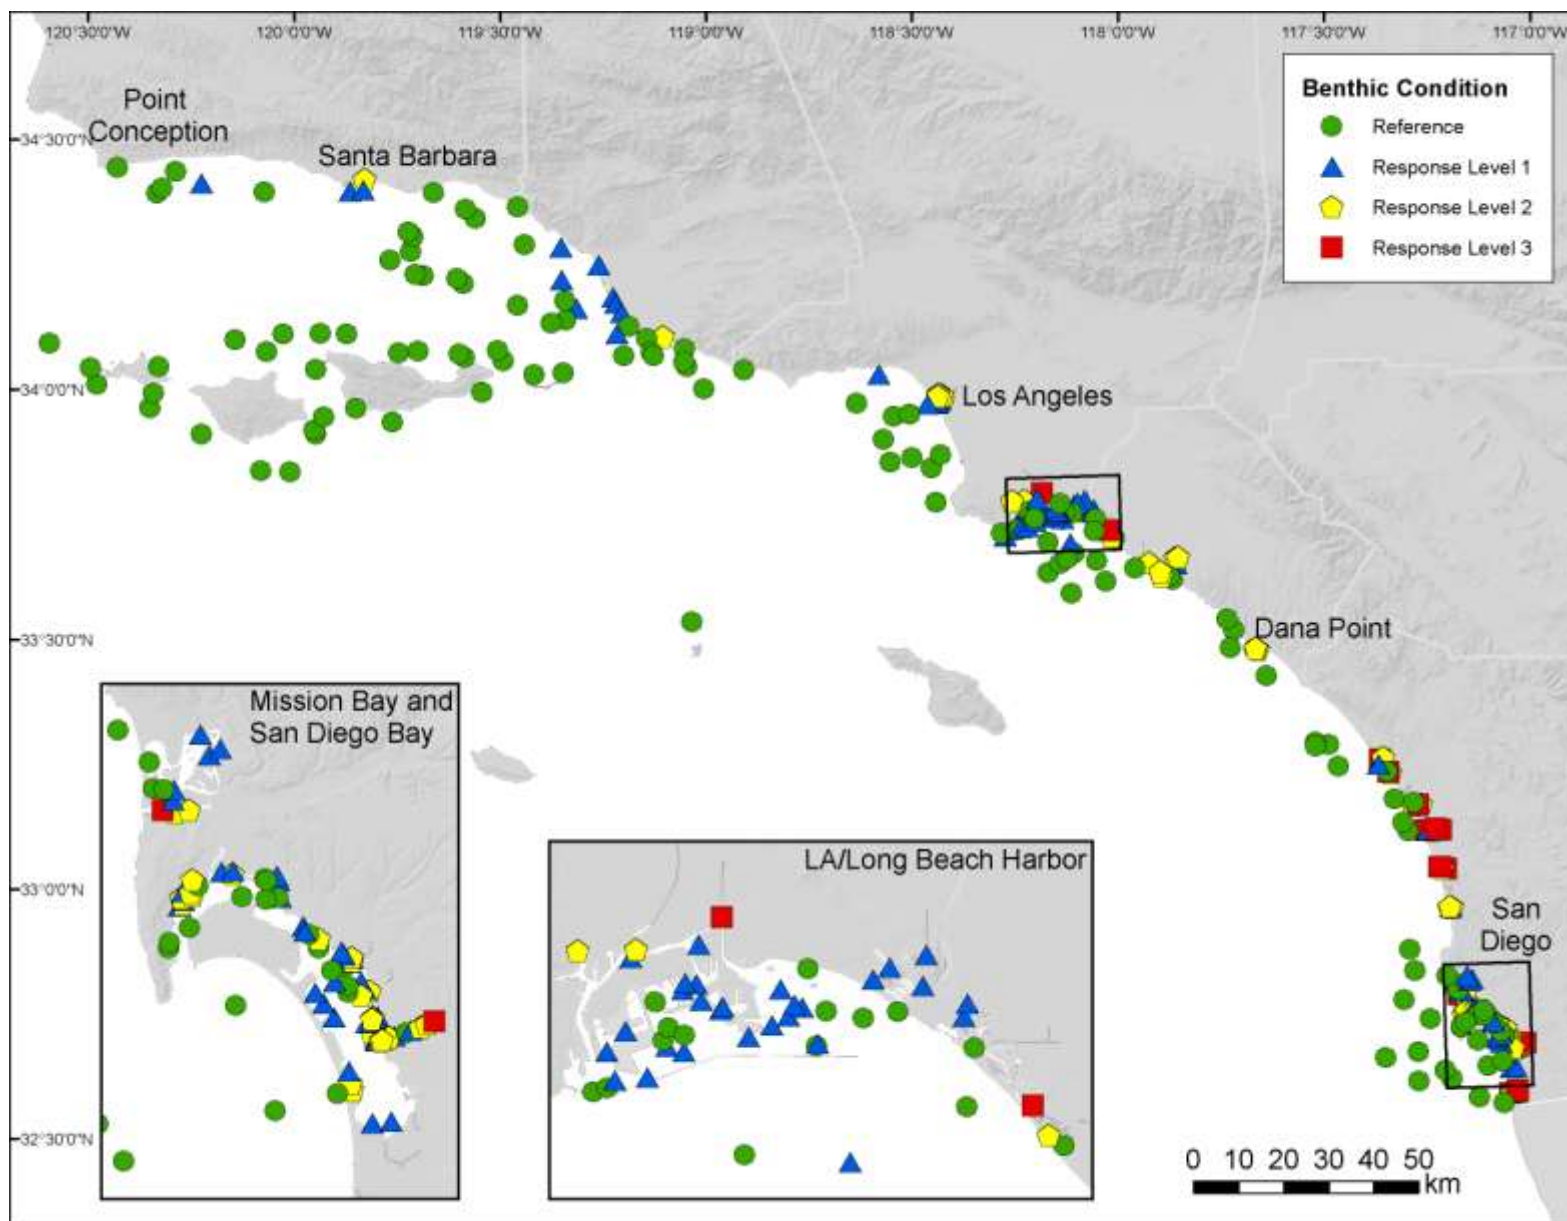 120°30'0"W 120°0'0"W 119°30'0"W 119°0'0"W 118°30'0"W 118°0'0"W 117°30'0"W 117°0'0"W
Benthic Condition
Reference
Response Level 1
Response Level 2
Response Level 3
Point
Conception
34°30'0"N
Santa Barbara
34°0'0"N
Los Angeles
33°30'0"N
Dana Point
Mission Bay and
San Diego Bay
LA/Long Beach Harbor
33°0'0"N
San
Diego
32°30'0"N
0 10 20 30 40 50
km